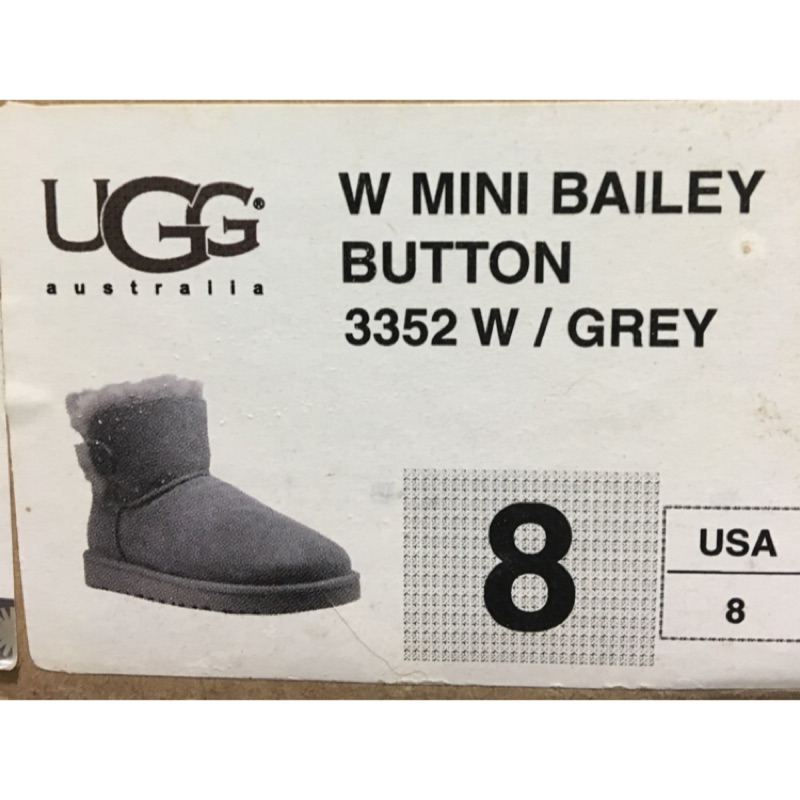 UGG®
australia
W MINI BAILEY
BUTTON
3352 W / GREY
8
USA
8